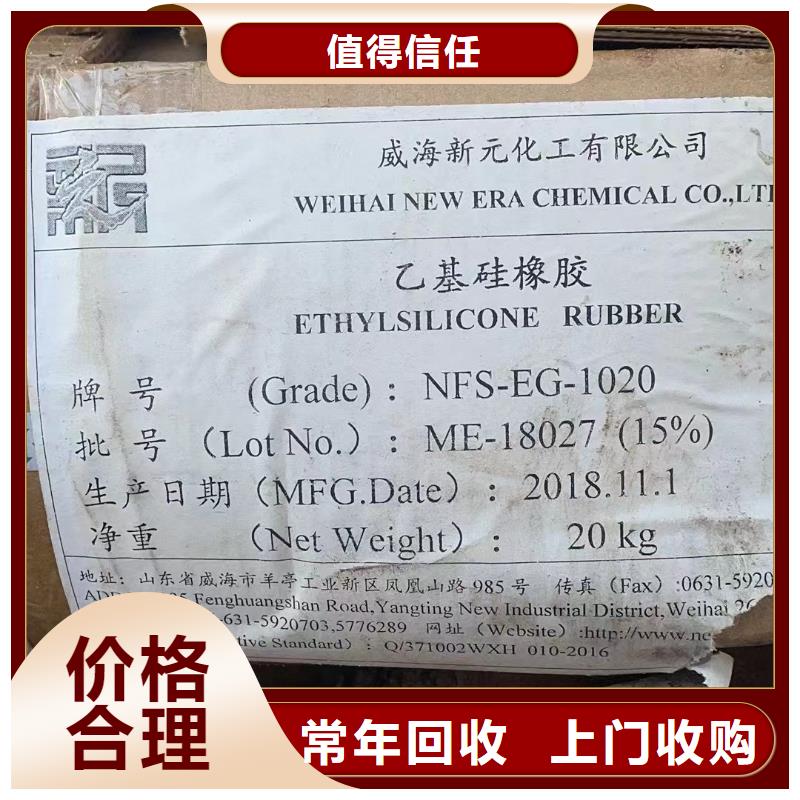 值得信任
威海新元化工有限公司
WEIHAI NEW ERA CHEMICAL CO.,LT
乙基硅橡胶
ETHYLSILICONE RUBBER
牌号 (Grade)：NFS-EG-1020
批号（Lot No.）：ME-18027 (15%)
生产日期（MFG.Date）：2018.11.1
净重（Net Weight）：20 kg
地址：山东省威海市羊亭工业新区凤凰山路985号 传真（Fax）:0631-5920
Fenghuangshan Road,Yangting New Industrial District,Weihai
-631-5920703,5776289 网址（Website）:http://www.ne
Standard）：Q/371002WXH 010-2016
价格
合理
常年回收 上门收购